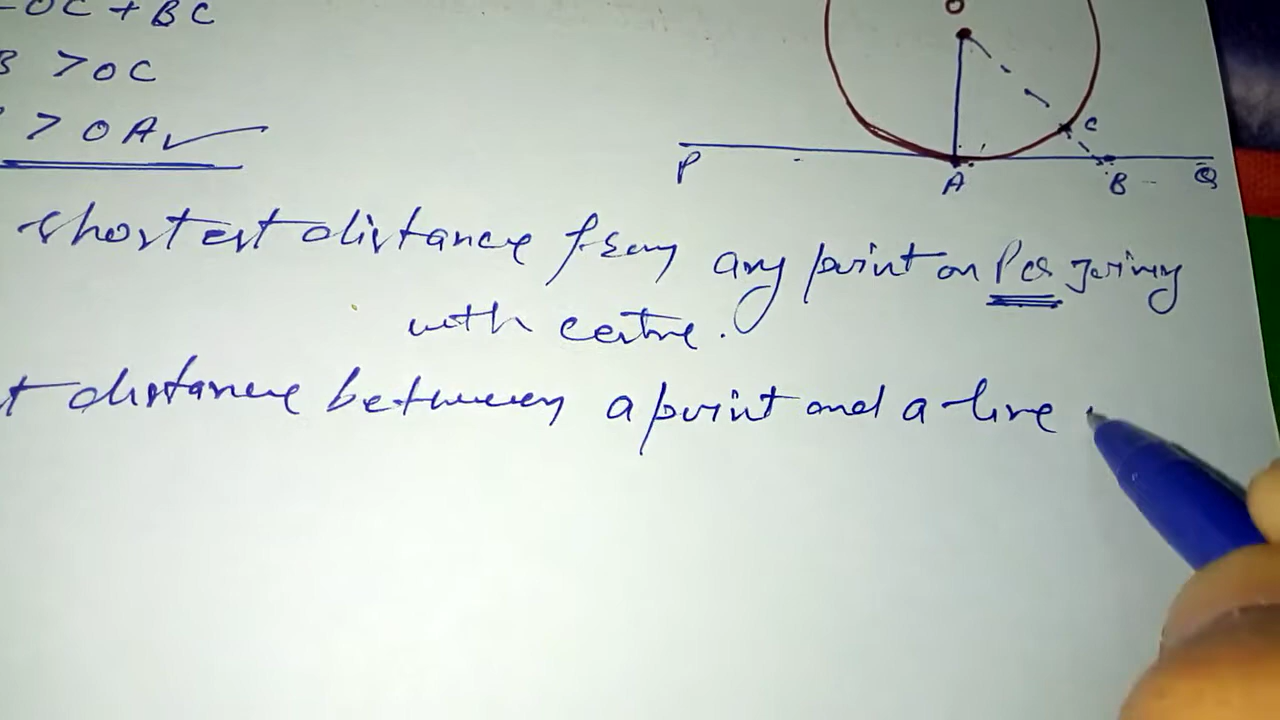 OC + BC
B > OC
> OA
O
C
P
A
B
Q
shortest distance from any point on PQ joining
with centre.
t distance between a point and a line